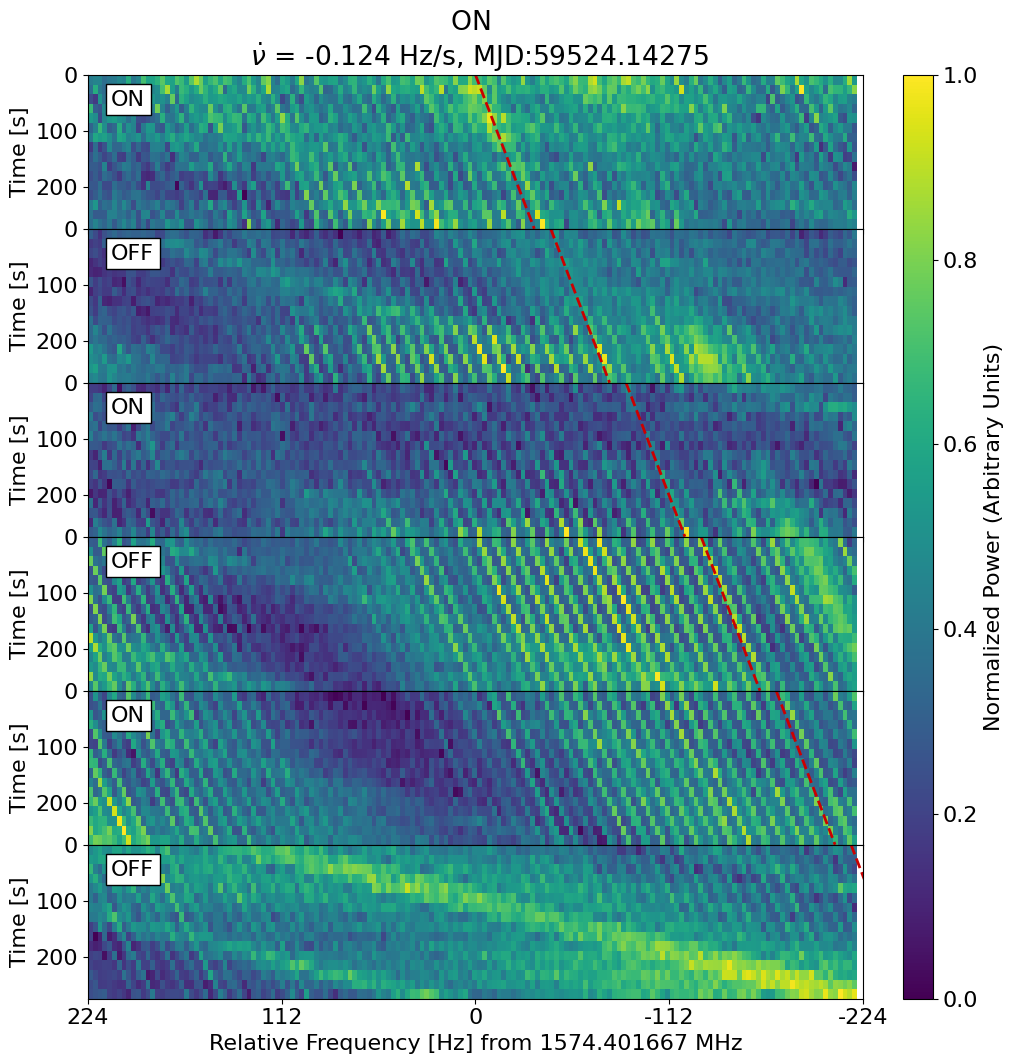 ON
ν̇ = -0.124 Hz/s, MJD:59524.14275
0
100
200
Time [s]
ON
0
100
200
Time [s]
OFF
0
100
200
Time [s]
ON
0
100
200
Time [s]
OFF
0
100
200
Time [s]
ON
0
100
200
Time [s]
OFF
224 112 0 -112 -224
Relative Frequency [Hz] from 1574.401667 MHz
1.0
0.8
0.6
0.4
0.2
0.0
Normalized Power (Arbitrary Units)